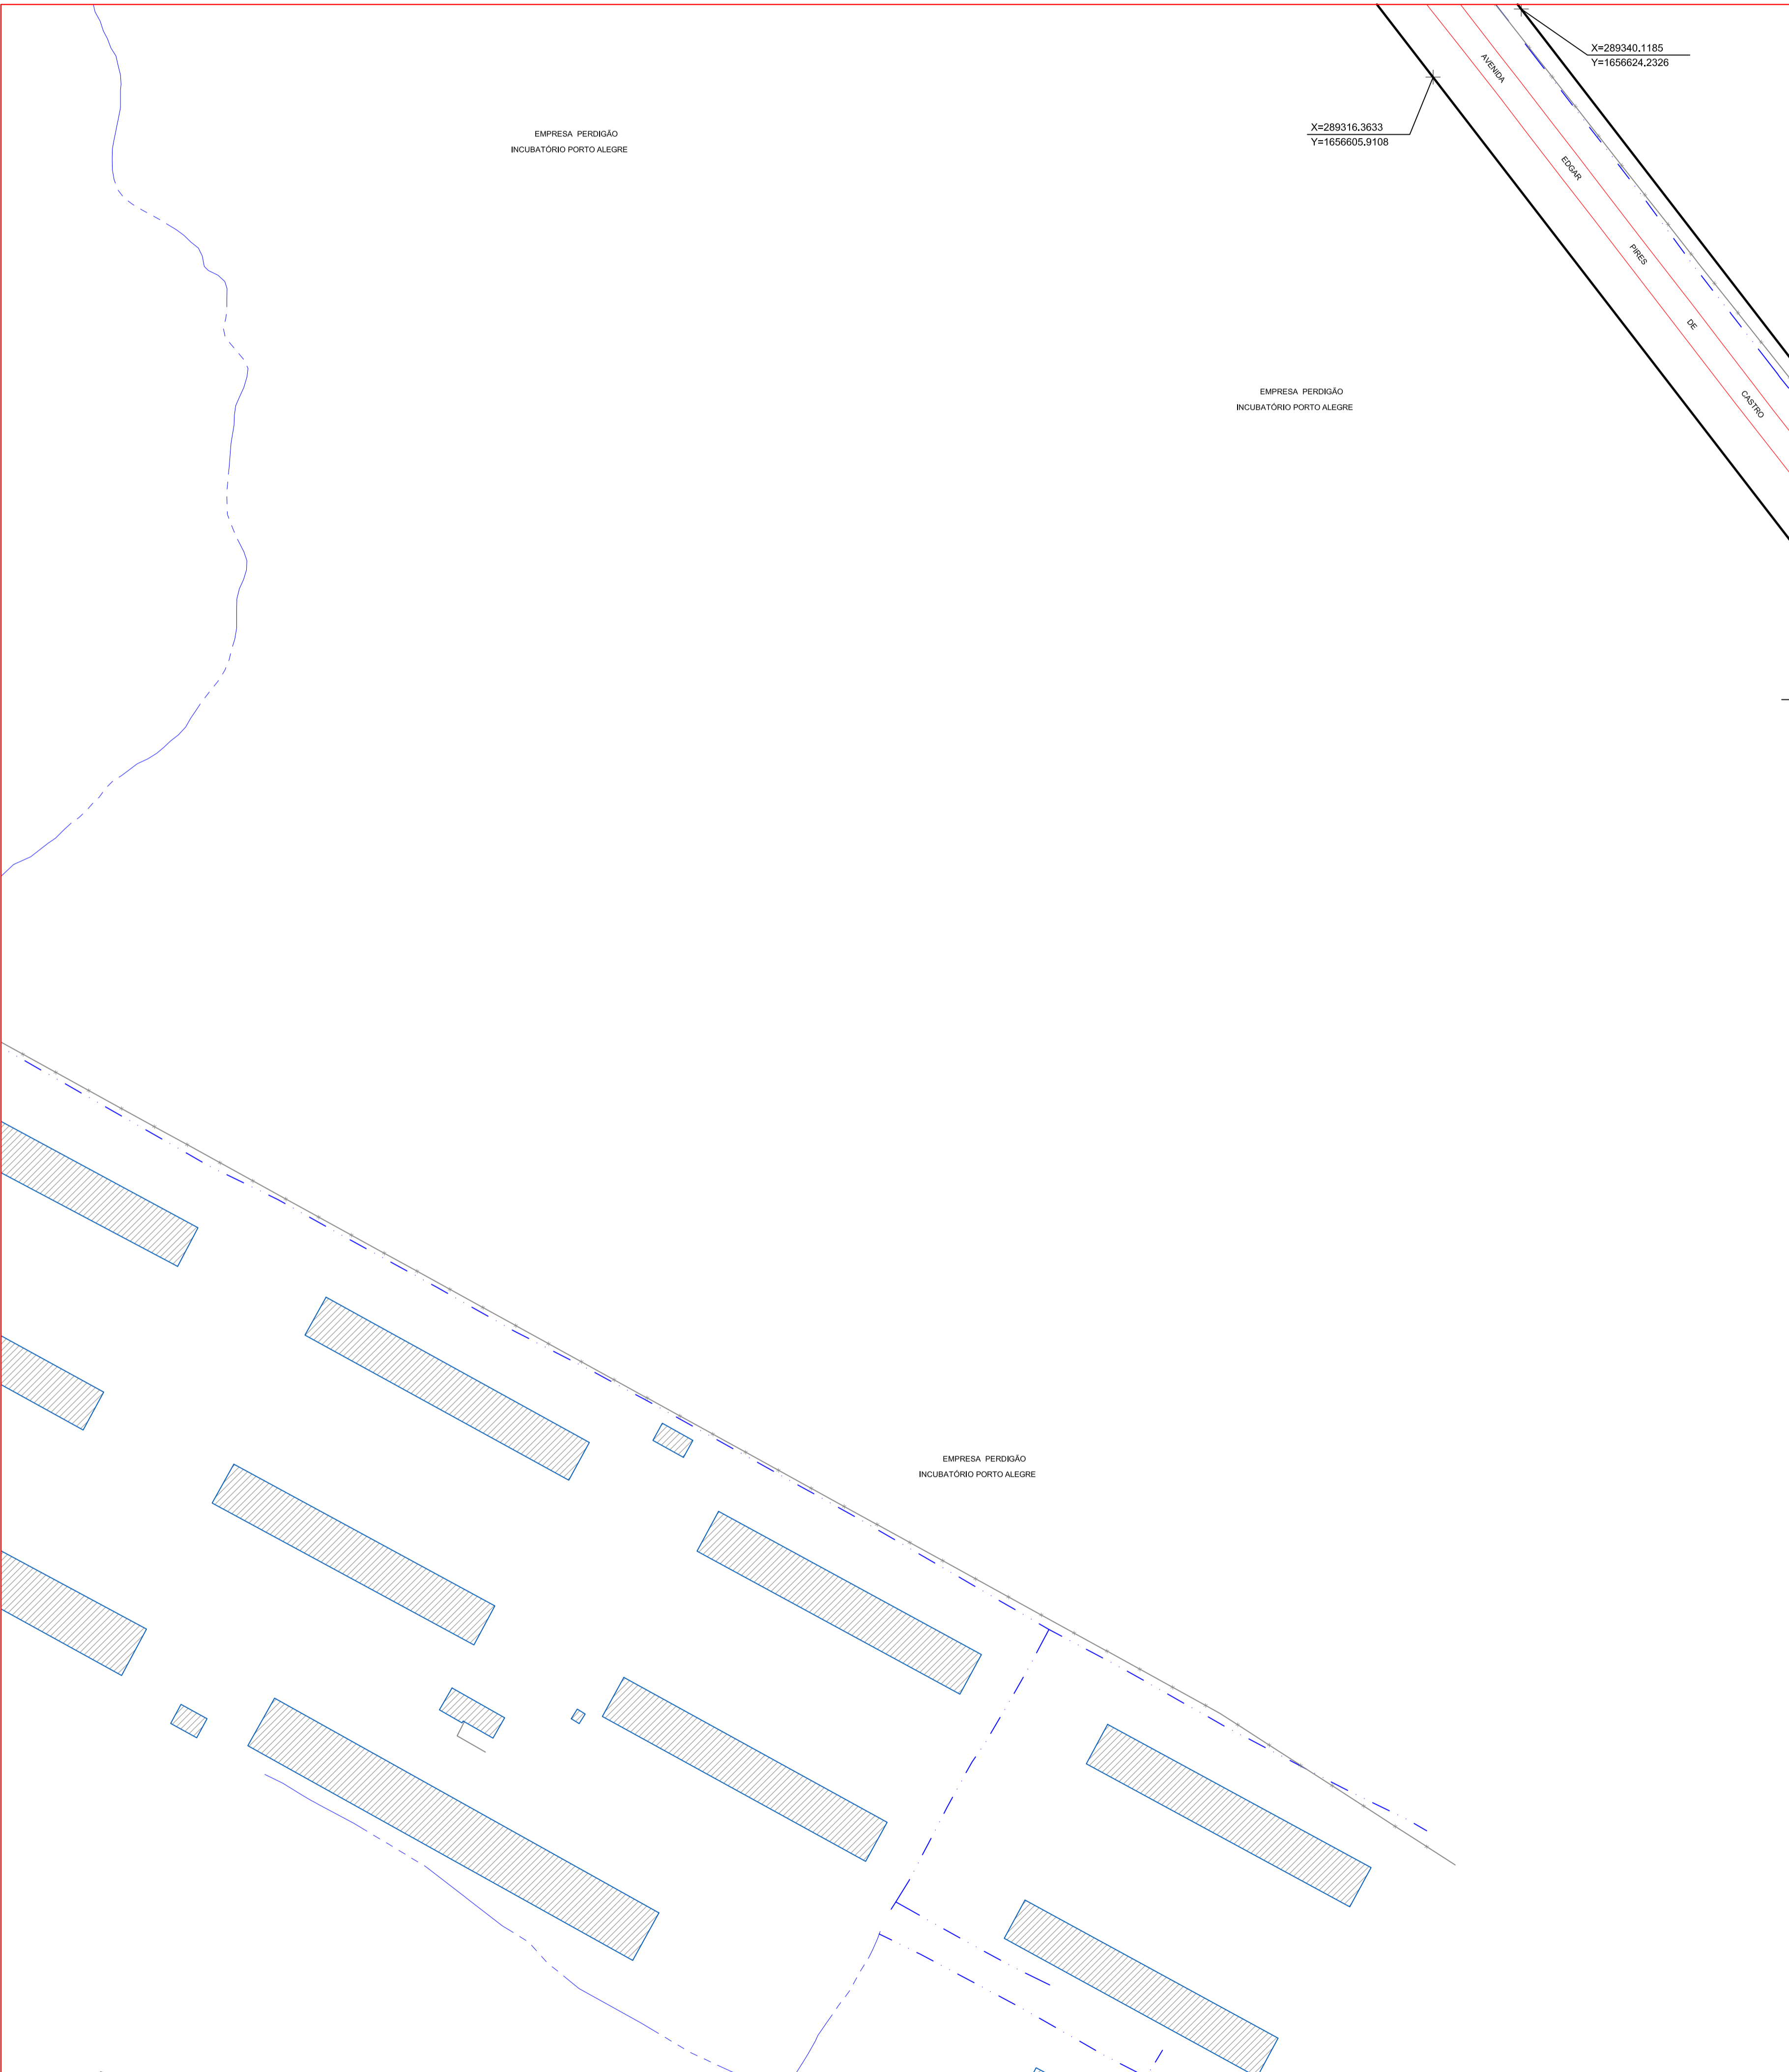 X=289340.1185
Y=1656624.2326
AVENIDA
X=289316.3633
Y=1656605.9108
EMPRESA PERDIGÃO
INCUBATÓRIO PORTO ALEGRE
EDGAR
PIRES
DE
CASTRO
EMPRESA PERDIGÃO
INCUBATÓRIO PORTO ALEGRE
EMPRESA PERDIGÃO
INCUBATÓRIO PORTO ALEGRE